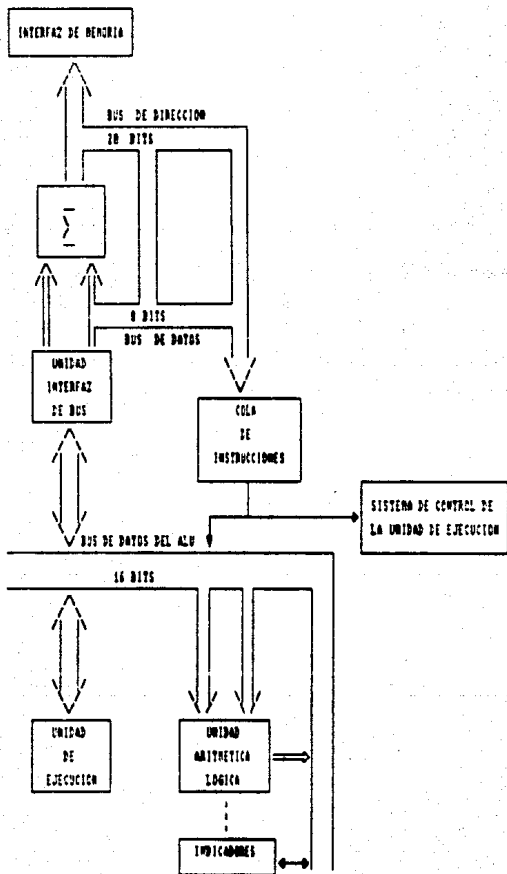 INTERFAZ DE MEMORIA
BUS DE DIRECCION
20 BITS
Σ
8 BITS
BUS DE DATOS
UNIDAD
INTERFAZ
DE BUS
COLA
DE
INSTRUCCIONES
SISTEMA DE CONTROL DE
LA UNIDAD DE EJECUCION
BUS DE DATOS DEL ALU
16 BITS
UNIDAD
DE
EJECUCION
UNIDAD
ARITMETICA
LOGICA
INDICADORES